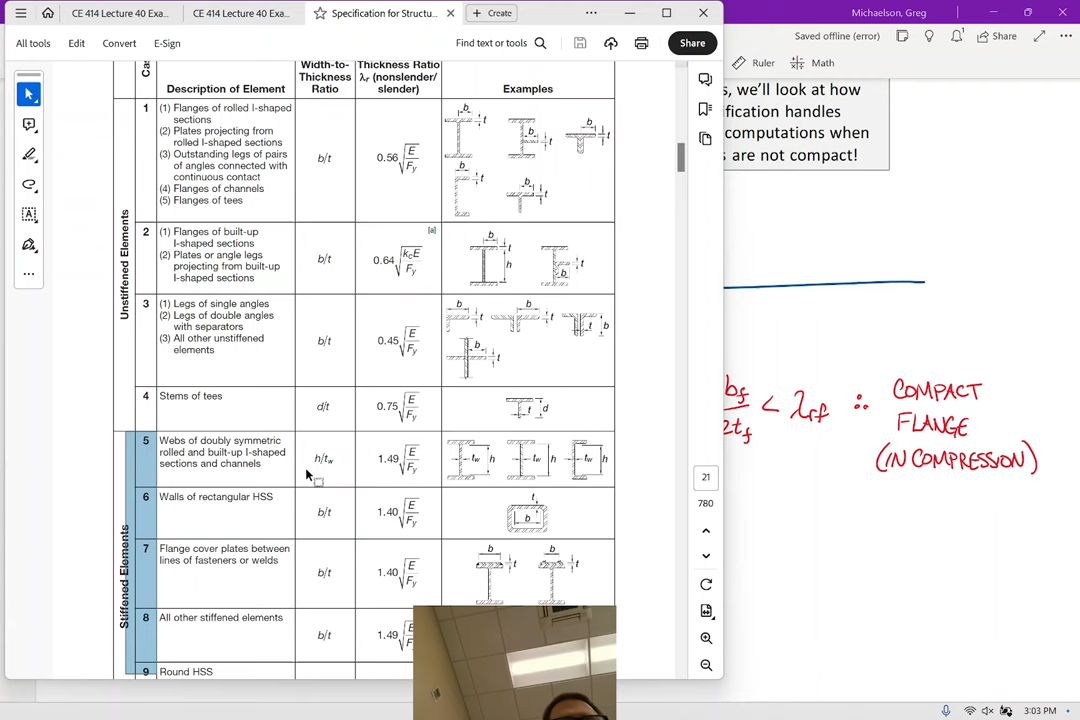 CE 414 Lecture 40 Exa...
CE 414 Lecture 40 Exa...
Specification for Structu...
Create
Michaelson, Greg
All tools
Edit
Convert
E-Sign
Find text or tools
Share
Saved offline (error)
Share
Ruler
Math
s, we'll look at how
cification handles
computations when
s are not compact!
Description of Element
Width-to-
Thickness
Ratio
Thickness Ratio
λr (nonslender/
slender)
Examples
Unstiffened Elements
1
(1) Flanges of rolled I-shaped
sections
(2) Plates projecting from
rolled I-shaped sections
(3) Outstanding legs of pairs
of angles connected with
continuous contact
(4) Flanges of channels
(5) Flanges of tees
b/t
0.56 √(E/Fy)
b t b t b t
b t b t
2
(1) Flanges of built-up
I-shaped sections
(2) Plates or angle legs
projecting from built-up
I-shaped sections
b/t
[a]
0.64 √(kcE/Fy)
b t h t b
3
(1) Legs of single angles
(2) Legs of double angles
with separators
(3) All other unstiffened
elements
b/t
0.45 √(E/Fy)
b t b t t b
b t
4
Stems of tees
d/t
0.75 √(E/Fy)
t d
Stiffened Elements
5
Webs of doubly symmetric
rolled and built-up I-shaped
sections and channels
h/tw
1.49 √(E/Fy)
tw h tw h tw h
6
Walls of rectangular HSS
b/t
1.40 √(E/Fy)
t
b
7
Flange cover plates between
lines of fasteners or welds
b/t
1.40 √(E/Fy)
b t b t
8
All other stiffened elements
b/t
1.49
9
Round HSS
21
780
bf/2tf < λrf ∴ COMPACT
FLANGE
(IN COMPRESSION)
3:03 PM